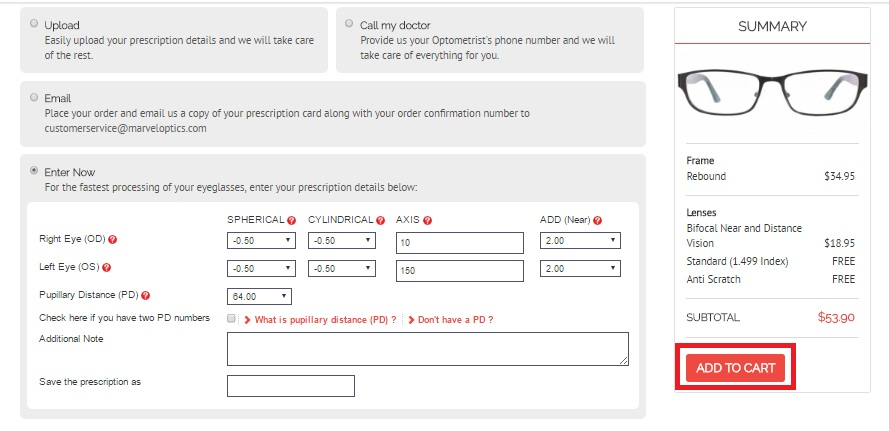 Upload
Easily upload your prescription details and we will take care
of the rest.
Call my doctor
Provide us your Optometrist's phone number and we will
take care of everything for you.
Email
Place your order and email us a copy of your prescription card along with your order confirmation number to
customerservice@marveloptics.com
Enter Now
For the fastest processing of your eyeglasses, enter your prescription details below:
SPHERICAL ? CYLINDRICAL ? AXIS ? ADD (Near) ?
Right Eye (OD) ? -0.50 -0.50 10 2.00
Left Eye (OS) ? -0.50 -0.50 150 2.00
Pupillary Distance (PD) ? 64.00
Check here if you have two PD numbers What is pupillary distance (PD) ? Don't have a PD ?
Additional Note
Save the prescription as
SUMMARY
Frame
Rebound $34.95
Lenses
Bifocal Near and Distance
Vision $18.95
Standard (1.499 Index) FREE
Anti Scratch FREE
SUBTOTAL $53.90
ADD TO CART